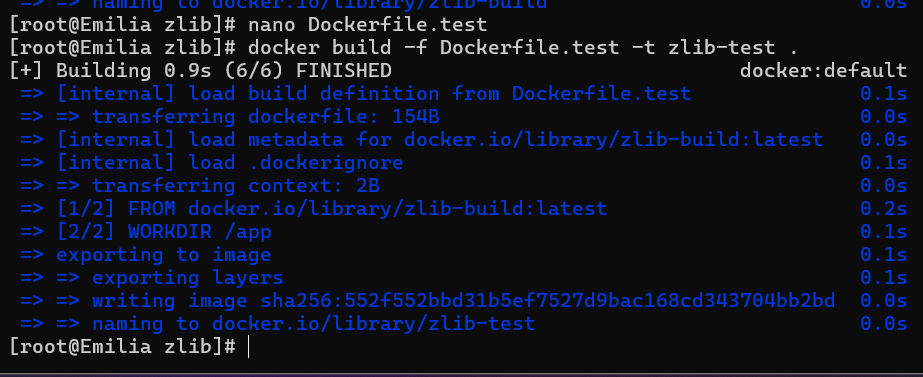 => => naming to docker.io/library/zlib-build 0.0s
[root@Emilia zlib]# nano Dockerfile.test
[root@Emilia zlib]# docker build -f Dockerfile.test -t zlib-test .
[+] Building 0.9s (6/6) FINISHED docker:default
=> [internal] load build definition from Dockerfile.test 0.1s
=> => transferring dockerfile: 154B 0.0s
=> [internal] load metadata for docker.io/library/zlib-build:latest 0.0s
=> [internal] load .dockerignore 0.1s
=> => transferring context: 2B 0.0s
=> [1/2] FROM docker.io/library/zlib-build:latest 0.2s
=> [2/2] WORKDIR /app 0.1s
=> exporting to image 0.1s
=> => exporting layers 0.1s
=> => writing image sha256:552f552bbd31b5ef7527d9bac168cd343704bb2bd 0.0s
=> => naming to docker.io/library/zlib-test 0.0s
[root@Emilia zlib]#